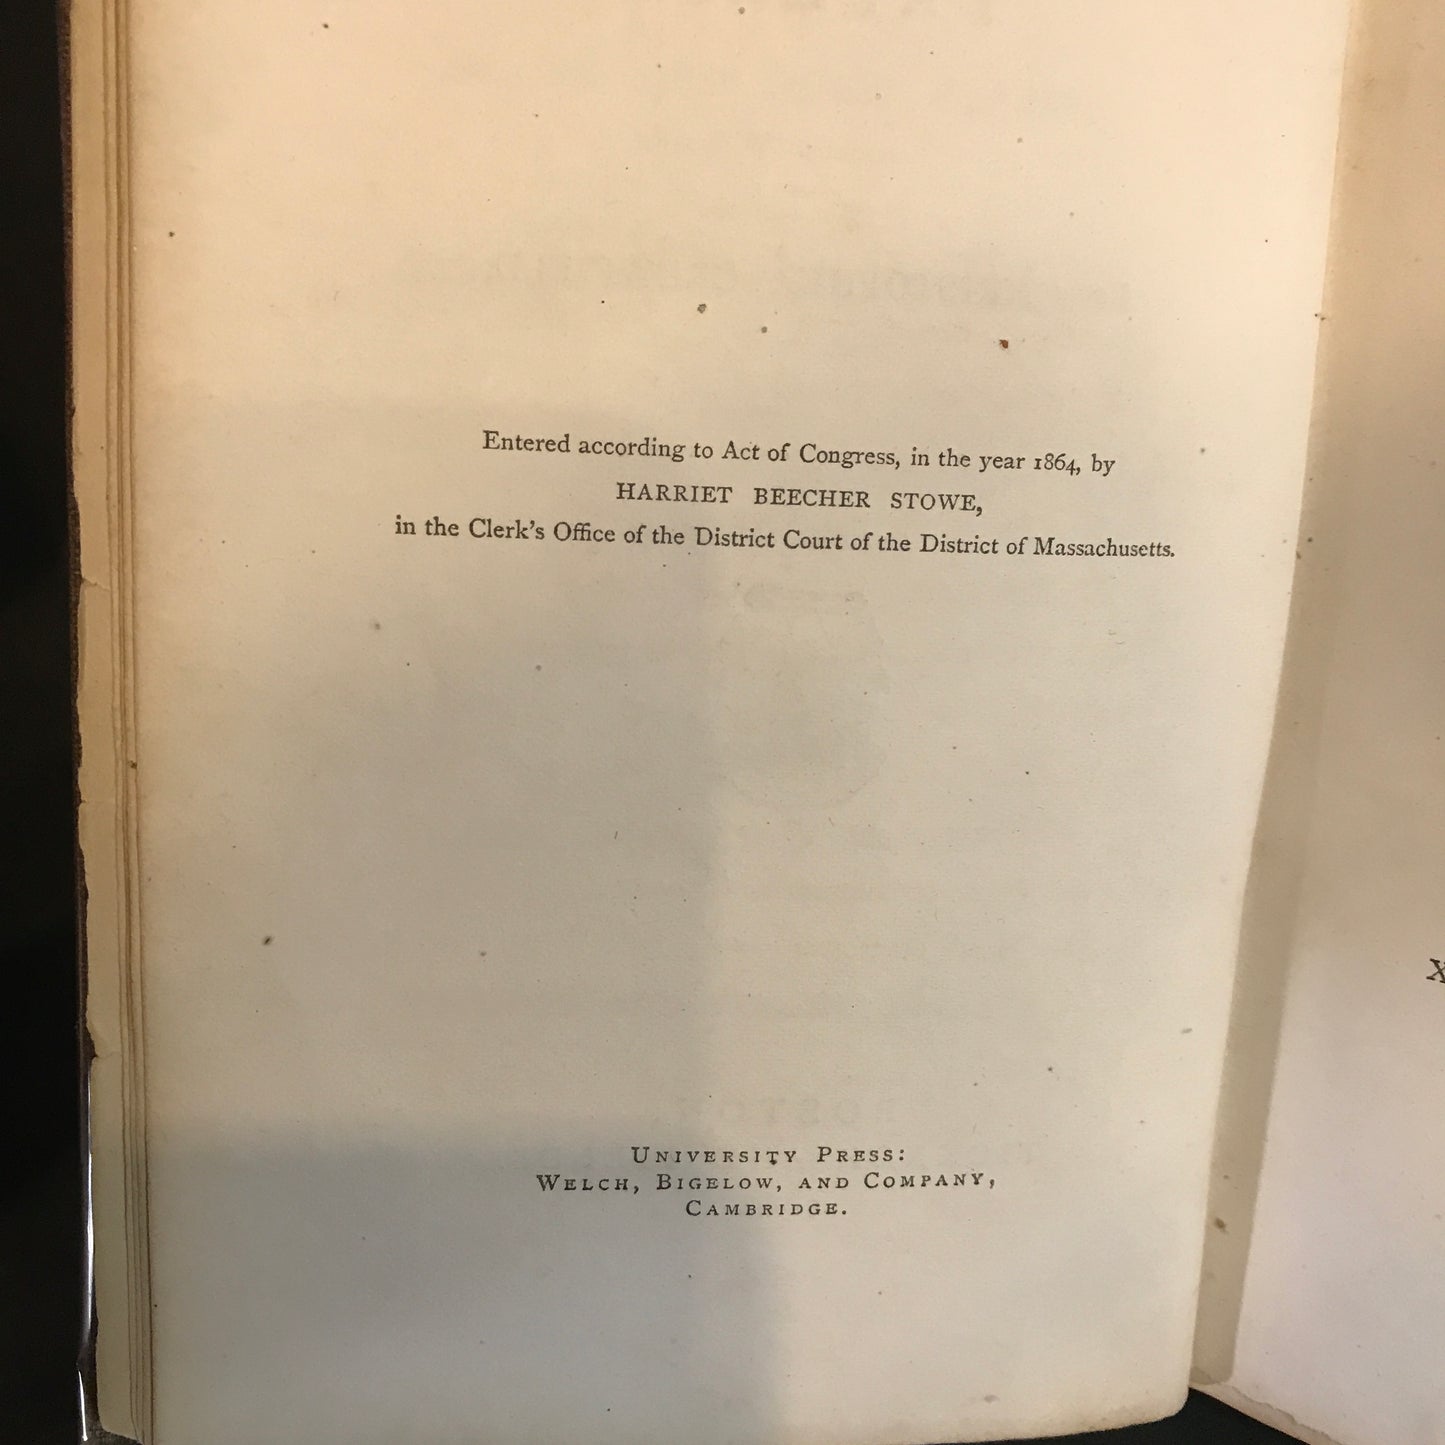 Entered according to Act of Congress, in the year 1864, by
HARRIET BEECHER STOWE,
in the Clerk's Office of the District Court of the District of Massachusetts.
UNIVERSITY PRESS:
WELCH, BIGELOW, AND COMPANY,
CAMBRIDGE.
X